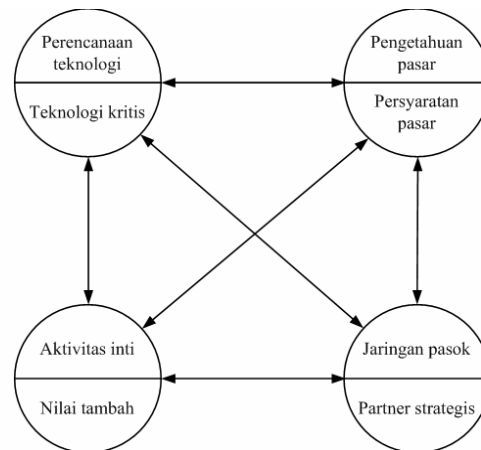 Perencanaan
teknologi
Teknologi kritis
Pengetahuan
pasar
Persyaratan
pasar
Aktivitas inti
Nilai tambah
Jaringan pasok
Partner strategis